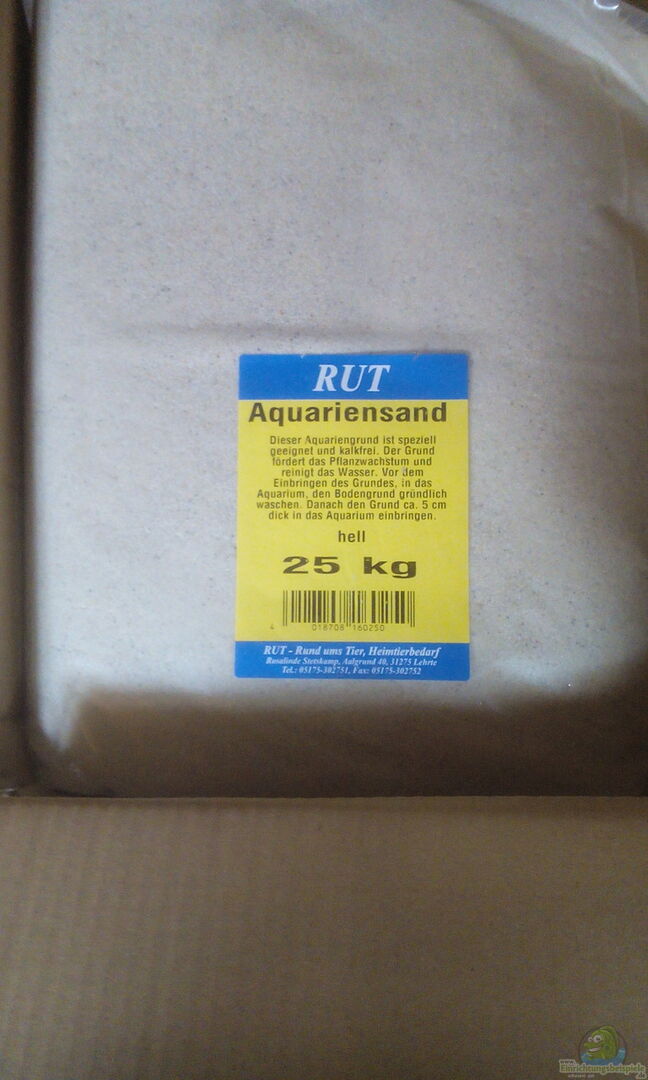 RUT
Aquariensand
Dieser Aquariengrund ist speziell
geeignet und kalkfrei. Der Grund
fördert das Pflanzwachstum und
reinigt das Wasser. Vor dem
Einbringen des Grundes, in das
Aquarium, den Bodengrund gründlich
waschen. Danach den Grund ca. 5 cm
dick in das Aquarium einbringen.
hell
25 kg
4 018708 160250
RUT - Rund ums Tier, Heimtierbedarf
Rosalinde Stetskamp, Aalgrund 40, 31275 Lehrte
Tel.: 05175-302751, Fax: 05175-302752
www.
Einrichtungsbeispiele